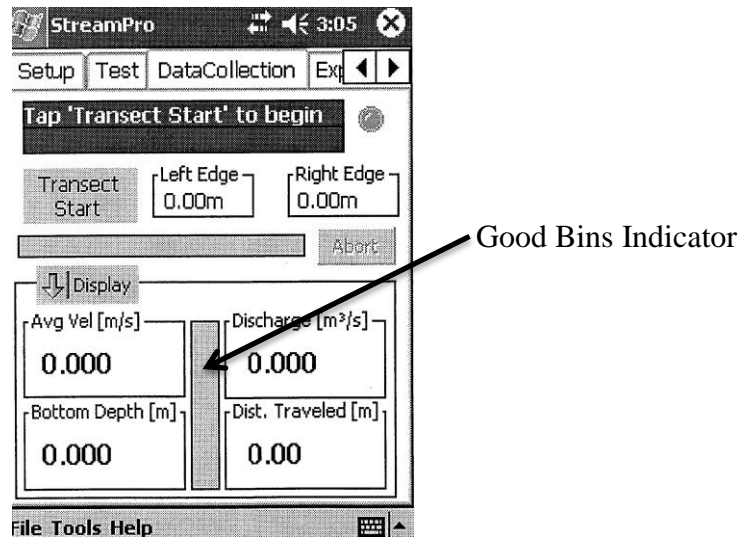 StreamPro 3:05
Setup Test DataCollection Exp
Tap 'Transect Start' to begin
Transect Start
Left Edge
0.00m
Right Edge
0.00m
Abort
Good Bins Indicator
Display
Avg Vel [m/s]
0.000
Discharge [m³/s]
0.000
Bottom Depth [m]
0.000
Dist. Traveled [m]
0.00
File Tools Help